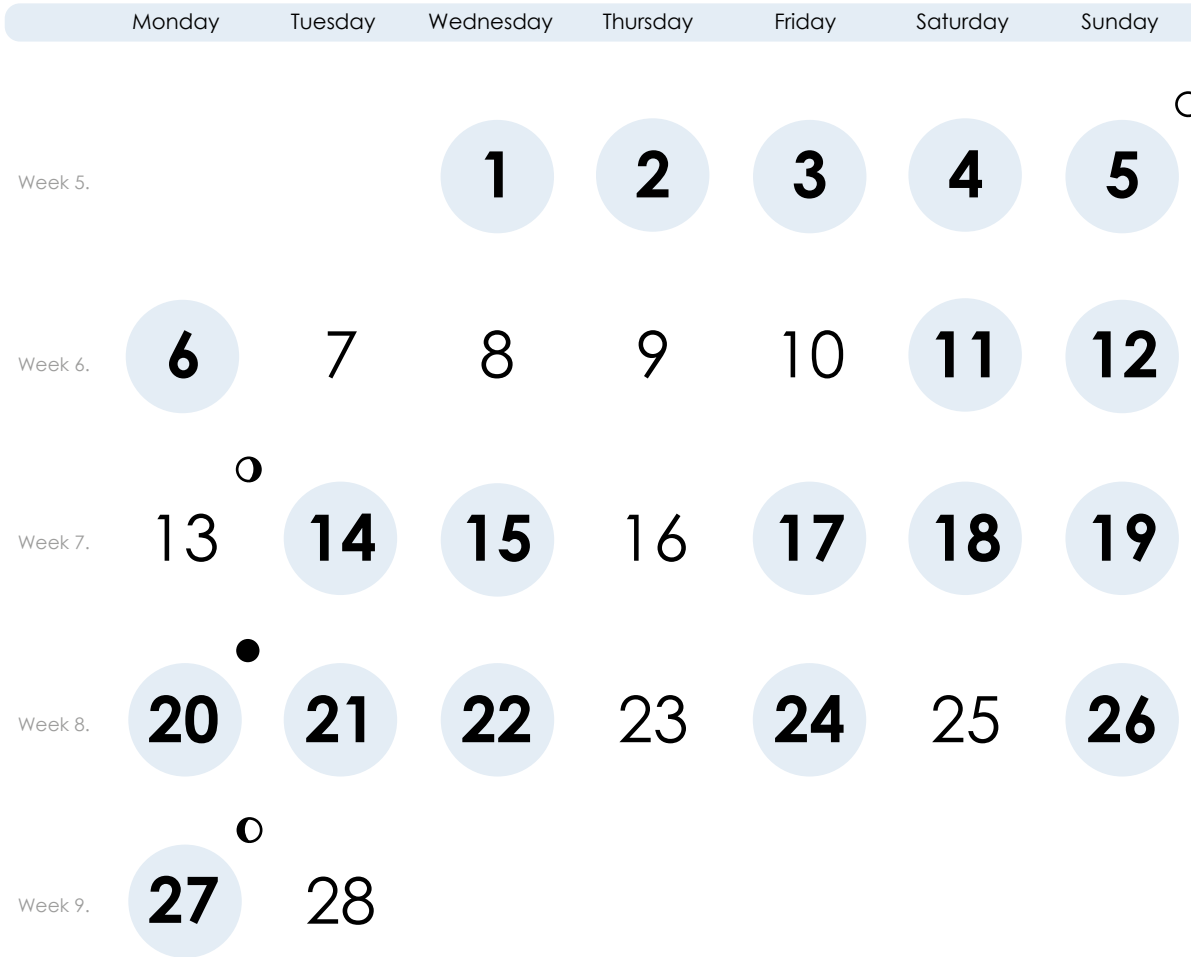 Monday Tuesday Wednesday Thursday Friday Saturday Sunday
Week 5. 1 2 3 4 5
Week 6. 6 7 8 9 10 11 12
Week 7. 13 14 15 16 17 18 19
Week 8. 20 21 22 23 24 25 26
Week 9. 27 28